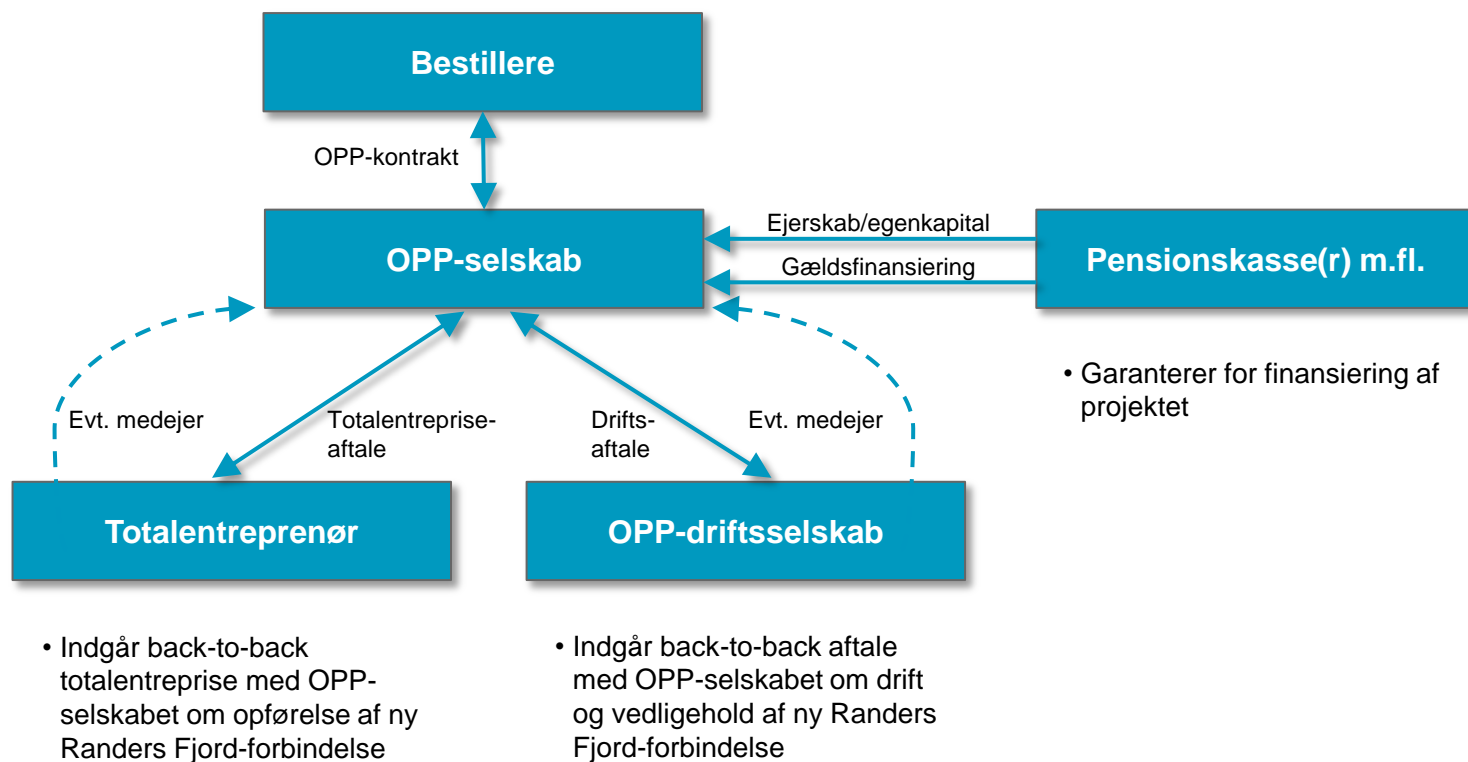 Bestillere
OPP-kontrakt
OPP-selskab
Ejerskab/egenkapital
Gældsfinansiering
Pensionskasse(r) m.fl.
• Garanterer for finansiering af
projektet
Evt. medejer
Totalentreprise-
aftale
Drifts-
aftale
Evt. medejer
Totalentreprenør
OPP-driftsselskab
• Indgår back-to-back
totalentreprise med OPP-
selskabet om opførelse af ny
Randers Fjord-forbindelse
• Indgår back-to-back aftale
med OPP-selskabet om drift
og vedligehold af ny Randers
Fjord-forbindelse